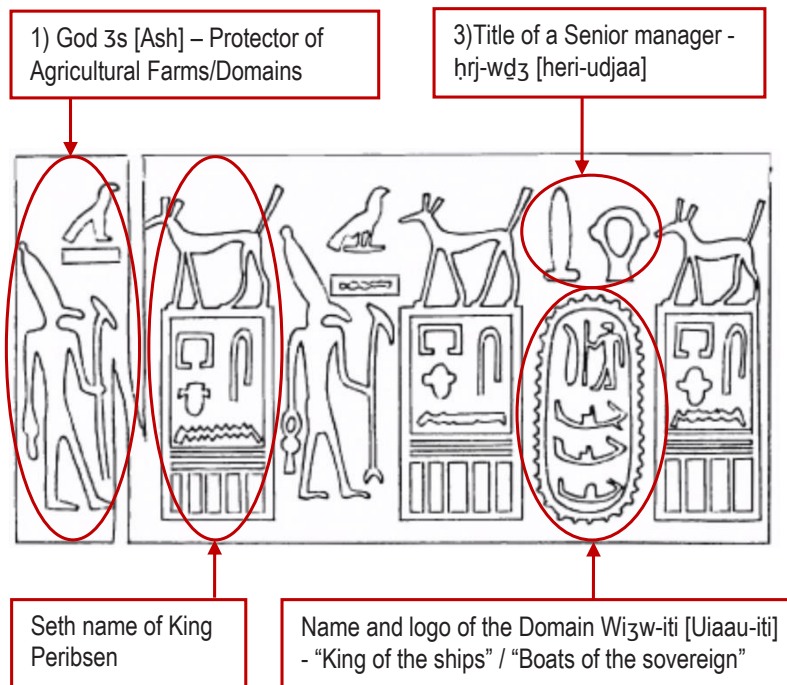 1) God ꜣs [Ash] – Protector of
Agricultural Farms/Domains
3)Title of a Senior manager -
ḥrj-wḏꜣ [heri-udjaa]
Seth name of King
Peribsen
Name and logo of the Domain Wiꜣw-iti [Uiaau-iti]
- “King of the ships” / “Boats of the sovereign”